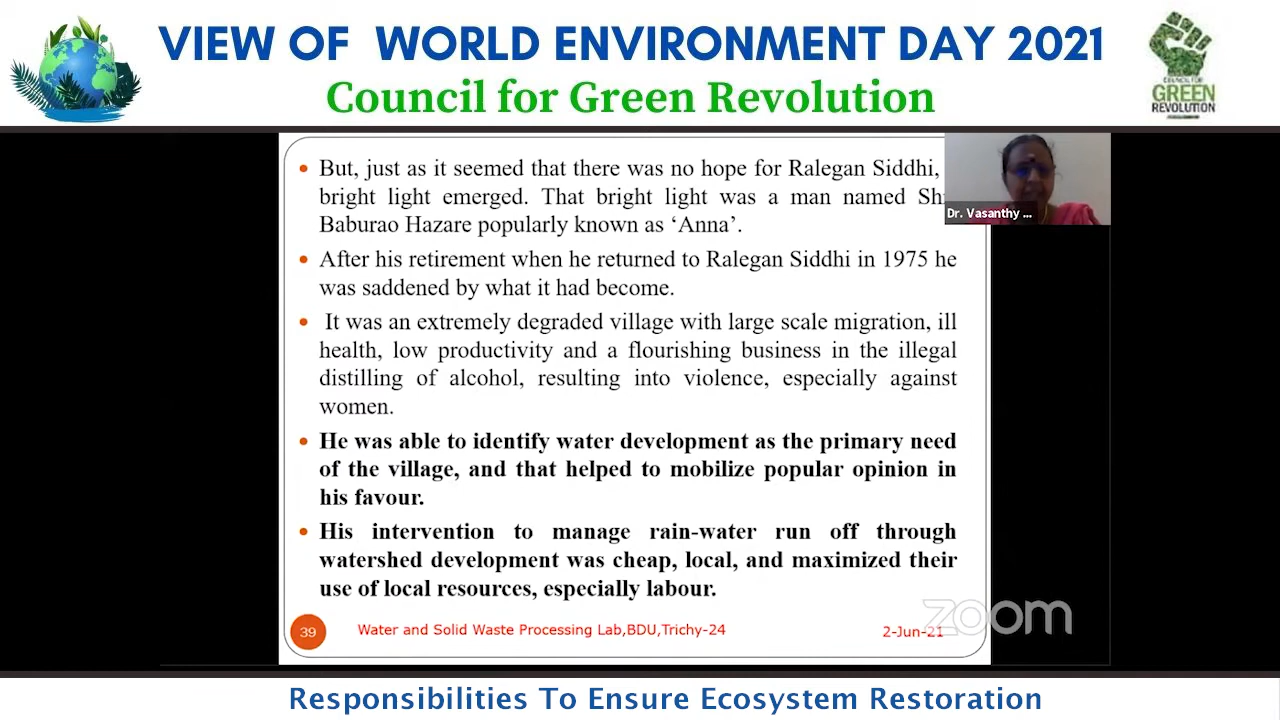 VIEW OF WORLD ENVIRONMENT DAY 2021
Council for Green Revolution
COUNCIL FOR
GREEN
REVOLUTION
• But, just as it seemed that there was no hope for Ralegan Siddhi,
bright light emerged. That bright light was a man named
Baburao Hazare popularly known as ‘Anna’.
• After his retirement when he returned to Ralegan Siddhi in 1975 he
was saddened by what it had become.
• It was an extremely degraded village with large scale migration, ill
health, low productivity and a flourishing business in the illegal
distilling of alcohol, resulting into violence, especially against
women.
• He was able to identify water development as the primary need
of the village, and that helped to mobilize popular opinion in
his favour.
• His intervention to manage rain-water run off through
watershed development was cheap, local, and maximized their
use of local resources, especially labour.
Dr. Vasanthy ...
39
Water and Solid Waste Processing Lab,BDU,Trichy-24
2-Jun-21
zoom
Responsibilities To Ensure Ecosystem Restoration